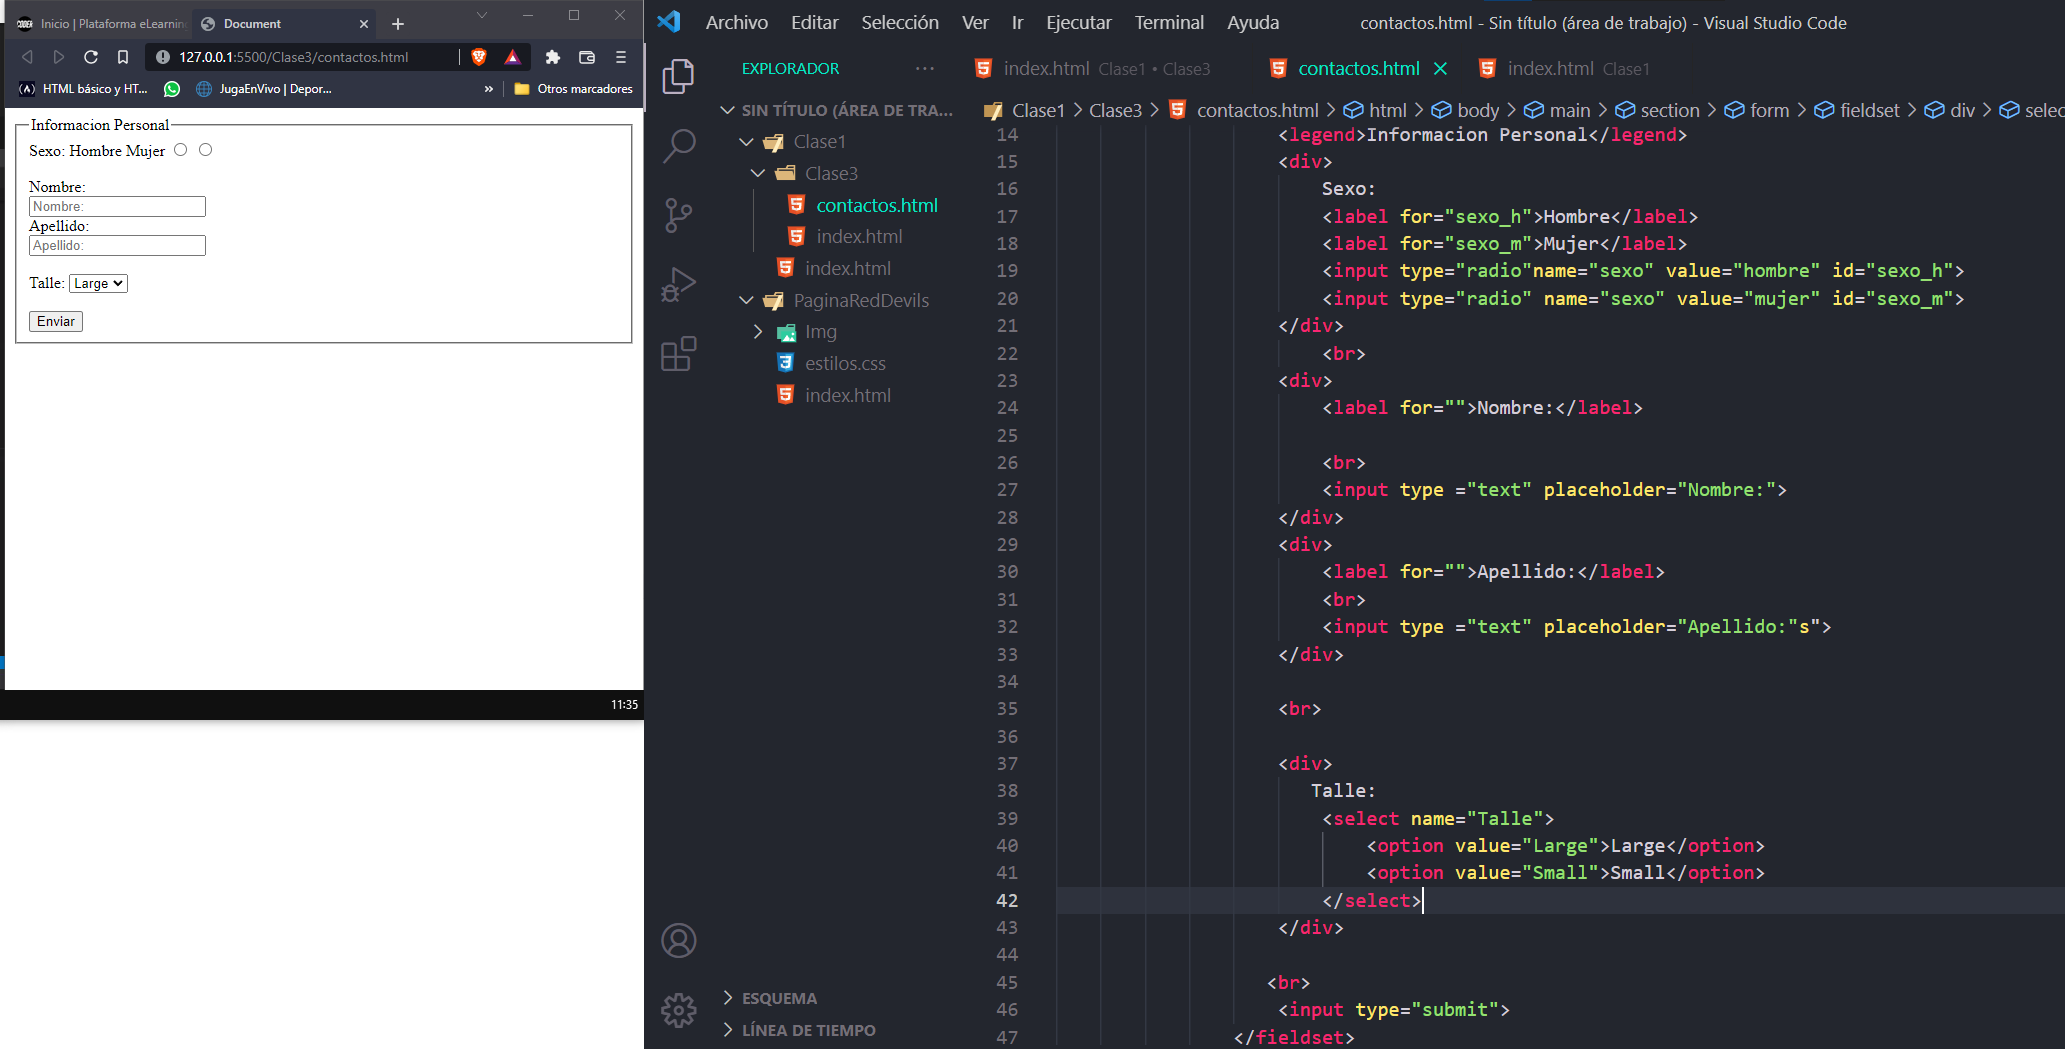 CODER Inicio | Plataforma eLearnin
Document
127.0.0.1:5500/Clase3/contactos.html
HTML básico y HT...
JugaEnVivo | Depor...
»
Otros marcadores
Informacion Personal
Sexo: Hombre Mujer
Nombre:
Nombre:
Apellido:
Apellido:
Talle: Large
Enviar
11:35
Archivo Editar Selección Ver Ir Ejecutar Terminal Ayuda
contactos.html - Sin título (área de trabajo) - Visual Studio Code
EXPLORADOR ···
index.html Clase1 • Clase3
contactos.html
index.html Clase1
SIN TÍTULO (ÁREA DE TRA...
Clase1
Clase3
contactos.html
index.html
index.html
PaginaRedDevils
Img
estilos.css
index.html
ESQUEMA
LÍNEA DE TIEMPO
Clase1 > Clase3 > contactos.html > html > body > main > section > form > fieldset > div > selec
14 <legend>Informacion Personal</legend>
15 <div>
16 Sexo:
17 <label for="sexo_h">Hombre</label>
18 <label for="sexo_m">Mujer</label>
19 <input type="radio"name="sexo" value="hombre" id="sexo_h">
20 <input type="radio" name="sexo" value="mujer" id="sexo_m">
21 </div>
22 <br>
23 <div>
24 <label for="">Nombre:</label>
25
26 <br>
27 <input type ="text" placeholder="Nombre:">
28 </div>
29 <div>
30 <label for="">Apellido:</label>
31 <br>
32 <input type ="text" placeholder="Apellido:"s">
33 </div>
34
35 <br>
36
37 <div>
38 Talle:
39 <select name="Talle">
40 <option value="Large">Large</option>
41 <option value="Small">Small</option>
42 </select>
43 </div>
44
45 <br>
46 <input type="submit">
47 </fieldset>